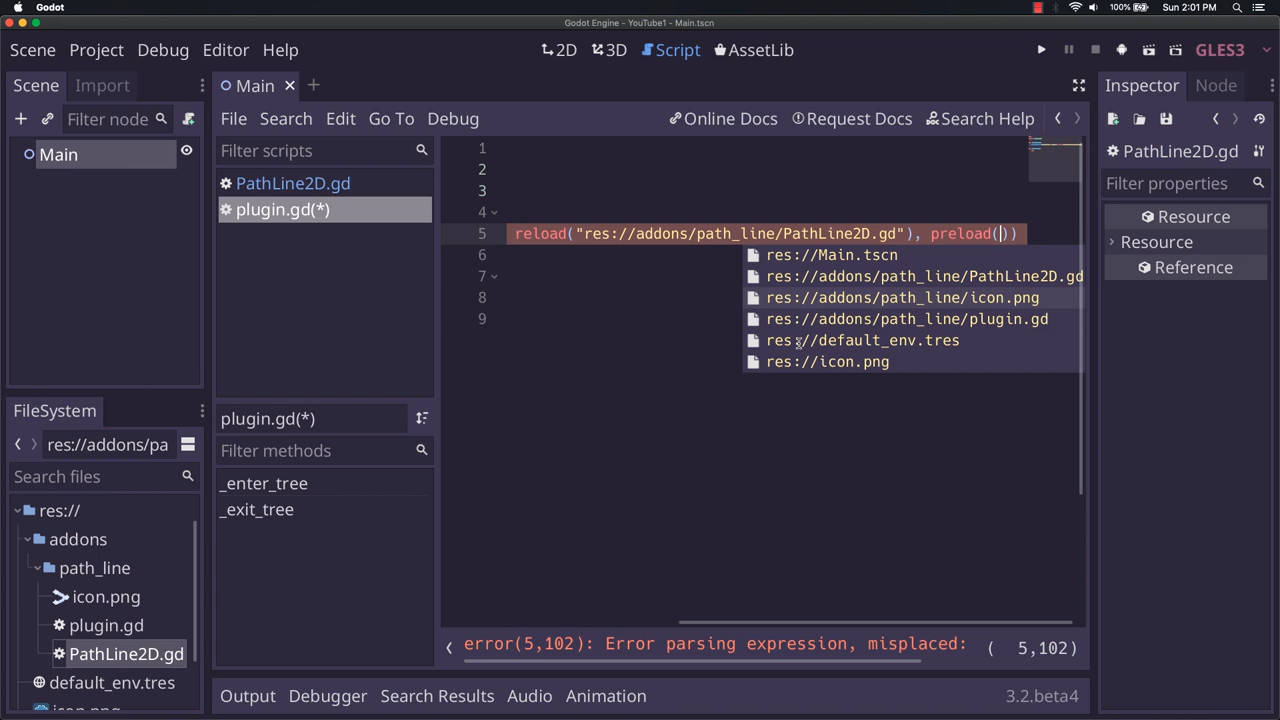 Godot 100% Sun 2:01 PM
Godot Engine - YouTube1 - Main.tscn
Scene Project Debug Editor Help 2D 3D Script AssetLib GLES3
Scene Import Main Inspector Node
Filter node File Search Edit Go To Debug Online Docs Request Docs Search Help
Main Filter scripts 1 PathLine2D.gd
PathLine2D.gd 2 Filter properties
plugin.gd(*) 3 Resource
4 Resource
5 reload("res://addons/path_line/PathLine2D.gd"), preload()) Reference
6 res://Main.tscn
7 res://addons/path_line/PathLine2D.gd
8 res://addons/path_line/icon.png
9 res://addons/path_line/plugin.gd
res://default_env.tres
res://icon.png
FileSystem plugin.gd(*)
res://addons/pa Filter methods
Search files _enter_tree
res:// _exit_tree
addons
path_line
icon.png
plugin.gd
PathLine2D.gd error(5,102): Error parsing expression, misplaced: ( 5,102)
default_env.tres
icon.png Output Debugger Search Results Audio Animation 3.2.beta4